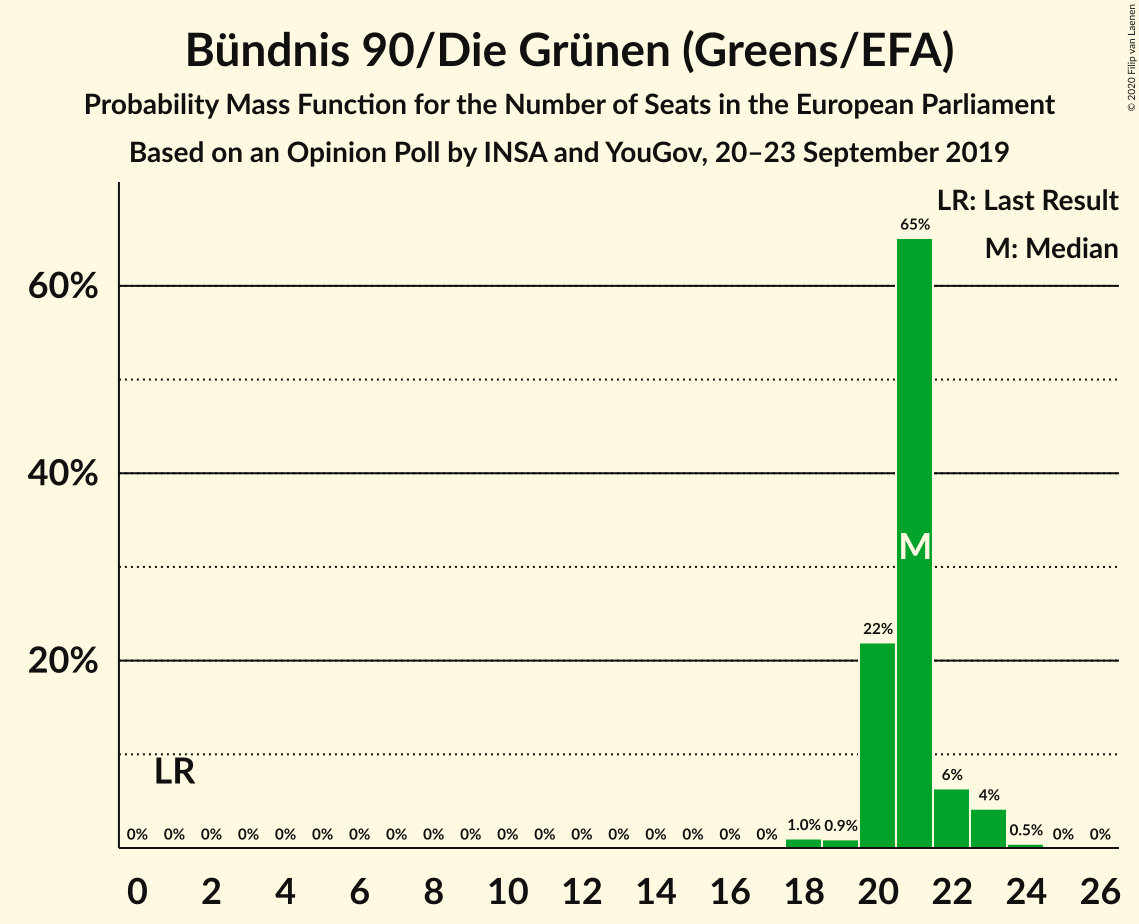 Bündnis 90/Die Grünen (Greens/EFA)
Probability Mass Function for the Number of Seats in the European Parliament
Based on an Opinion Poll by INSA and YouGov, 20–23 September 2019
© 2020 Filip van Laenen
LR: Last Result
M: Median
65%
60%
40%
M
22%
20%
LR
6%
4%
0% 0% 0% 0% 0% 0% 0% 0% 0% 0% 0% 0% 0% 0% 0% 0% 0% 0% 1.0% 0.9% 0.5% 0% 0%
0 2 4 6 8 10 12 14 16 18 20 22 24 26